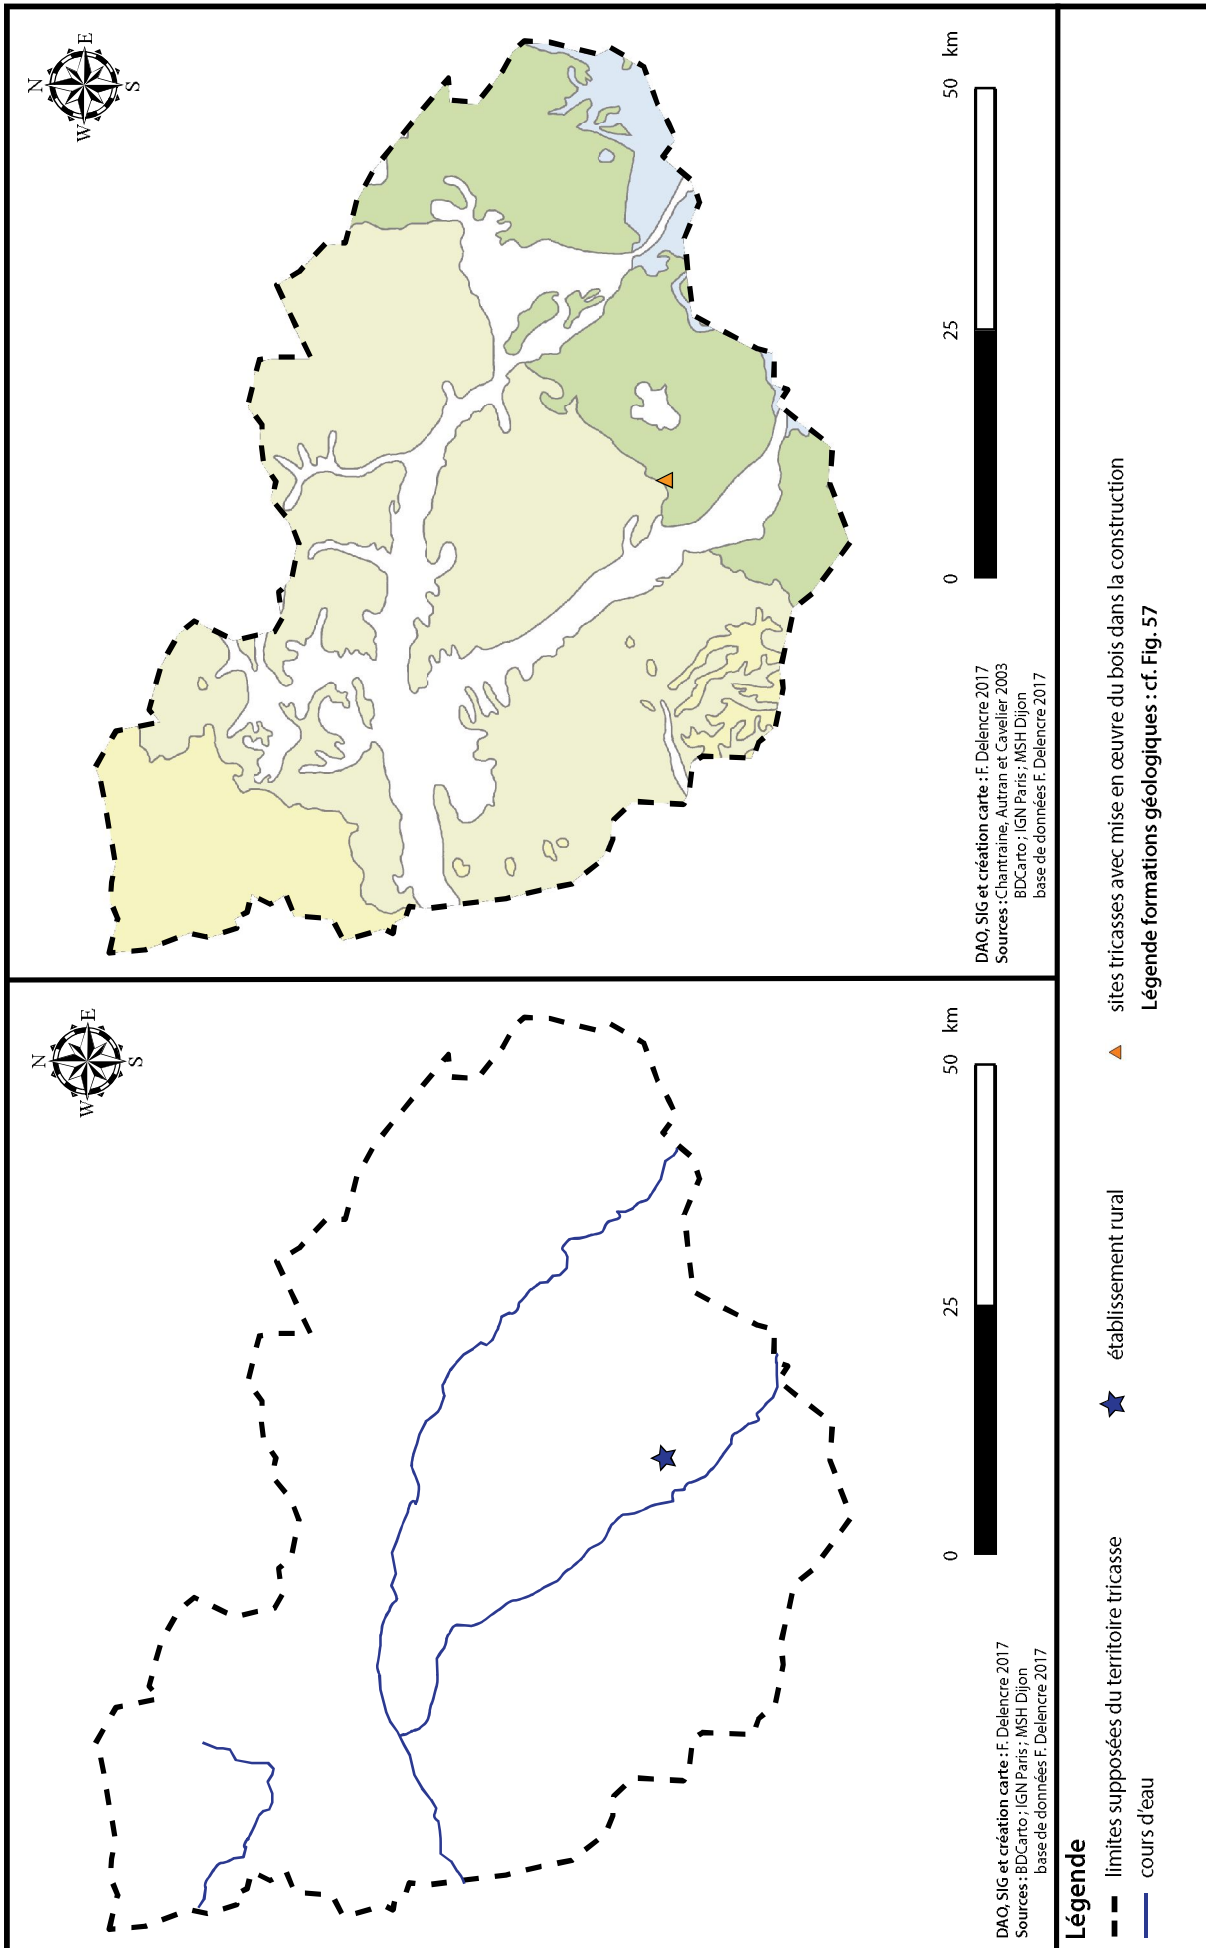 N
E
S
W
0
25
50
km
DAO, SIG et création carte : F. Delencre 2017
Sources : BDCarto ; IGN Paris ; MSH Dijon
base de données F. Delencre 2017
N
E
S
W
0
25
50
km
DAO, SIG et création carte : F. Delencre 2017
Sources : Chantraine, Autran et Cavelier 2003
BDCarto ; IGN Paris ; MSH Dijon
base de données F. Delencre 2017
Légende
limites supposées du territoire tricasse
cours d’eau
établissement rural
sites tricasses avec mise en œuvre du bois dans la construction
Légende formations géologiques : cf. Fig. 57